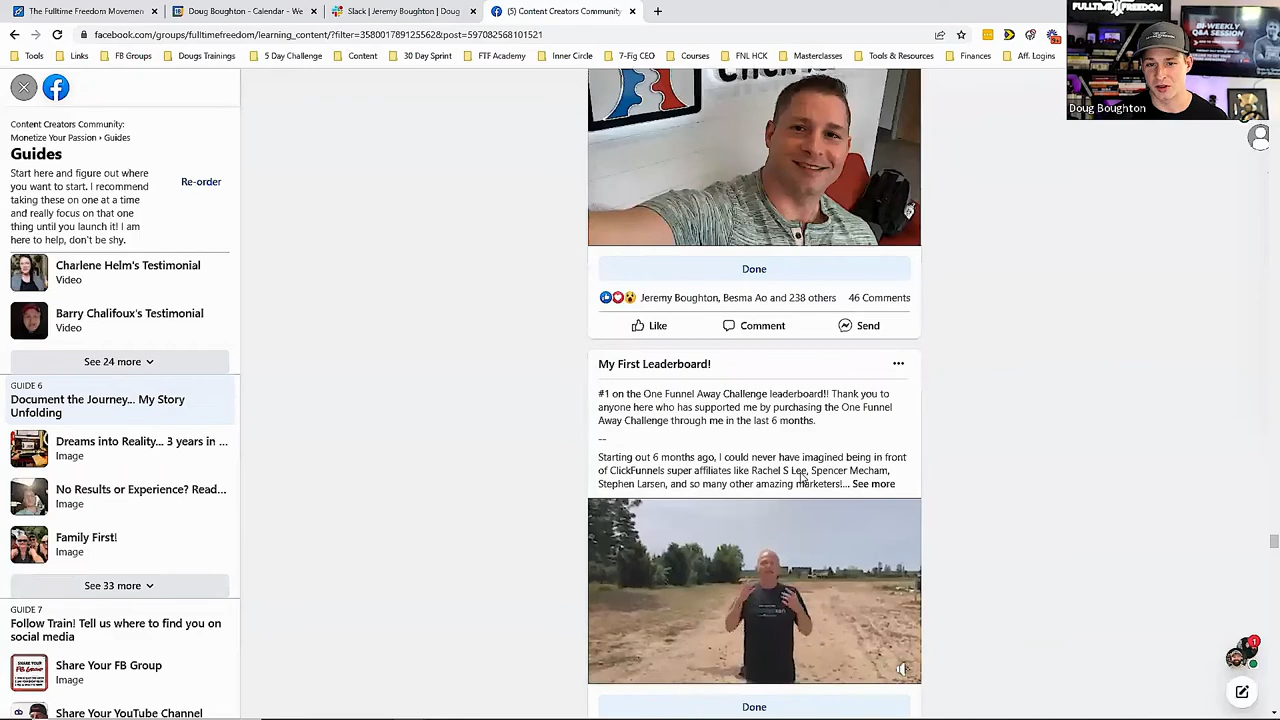 The Fulltime Freedom Movemen
Doug Boughton - Calendar - We
Slack | Jeremy Boughton | Doug
(5) Content Creators Community
facebook.com/groups/fulltimefreedom/learning_content/
Tools
Links
FB Groups
Dougs Trainings
5 Day Challenge
FTF Academy
Inner Circle
7-Fig CEO
Courses
FNL HCK
Masterclasses
Tools & Resources
Finances
Aff. Logins
BI-WEEKLY
Q&A SESSION
Doug Boughton
Content Creators Community:
Monetize Your Passion › Guides
Guides
Start here and figure out where
you want to start. I recommend
taking these on one at a time
and really focus on that one
thing until you launch it! I am
here to help, don't be shy.
Re-order
Charlene Helm's Testimonial
Video
Barry Chalifoux's Testimonial
Video
See 24 more
GUIDE 6
Document the Journey... My Story
Unfolding
Dreams into Reality... 3 years in ...
Image
No Results or Experience? Read...
Image
Family First!
Image
See 33 more
GUIDE 7
Follow Train! Tell us where to find you on
social media
SHARE YOUR
FB GROUP
Share Your FB Group
Image
Share Your YouTube Channel
Done
Jeremy Boughton, Besma Ao and 238 others
46 Comments
Like
Comment
Send
My First Leaderboard!
#1 on the One Funnel Away Challenge leaderboard!! Thank you to
anyone here who has supported me by purchasing the One Funnel
Away Challenge through me in the last 6 months.
--
Starting out 6 months ago, I could never have imagined being in front
of ClickFunnels super affiliates like Rachel S Lee, Spencer Mecham,
Stephen Larsen, and so many other amazing marketers!... See more
Done
1